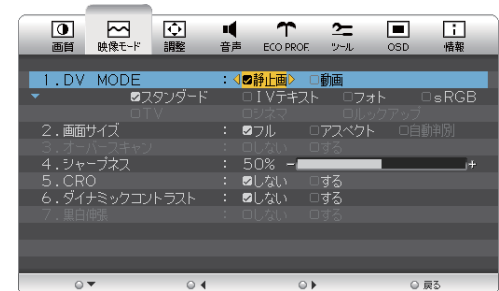 画質 映像モード 調整 音声 ECO PROF. ツール OSD 情報
1.DV MODE : 静止画 動画
スタンダード TVテキスト フォト sRGB
TV シネマ ルックアップ
2.画面サイズ : フル アスペクト 自動判別
3.オーバースキャン : しない する
4.シャープネス : 50% - +
5.CRO : しない する
6.ダイナミックコントラスト : しない する
7.黒白伸張 : しない する
戻る